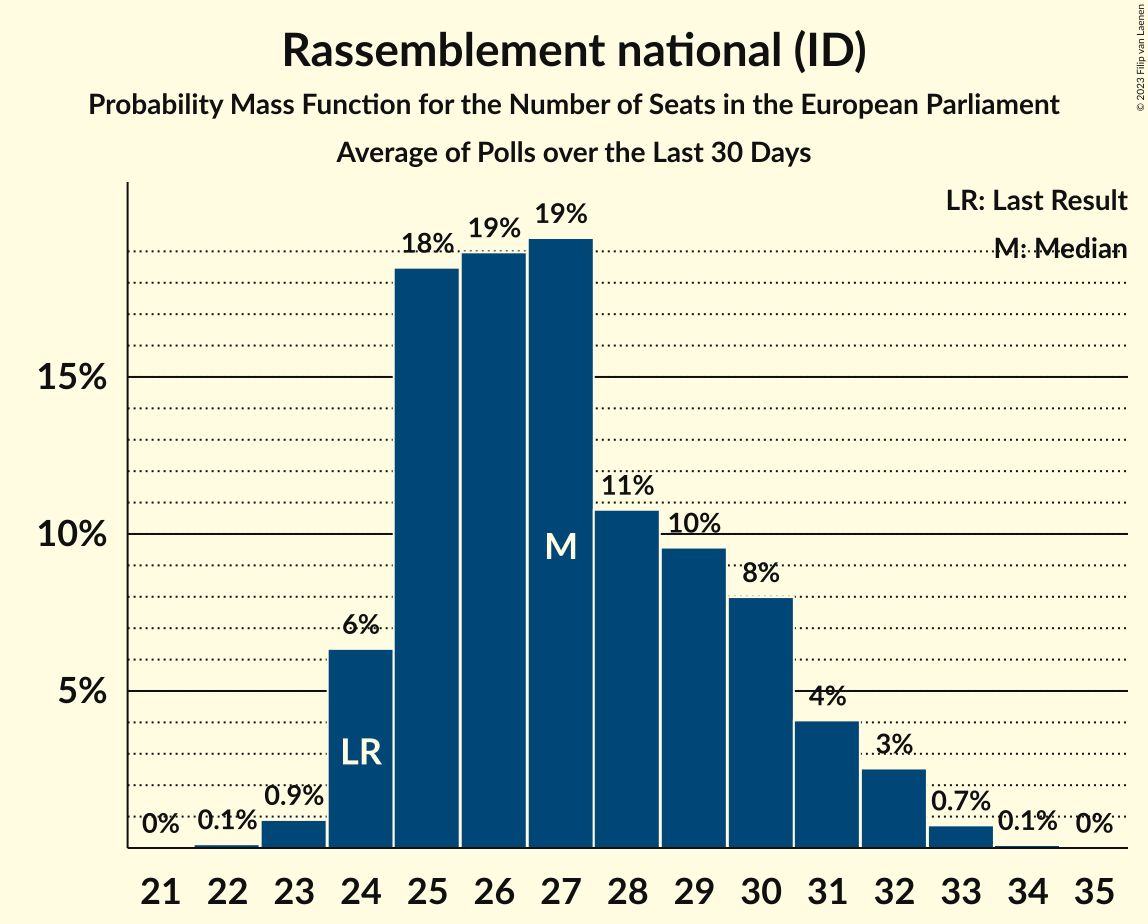 Rassemblement national (ID)
Probability Mass Function for the Number of Seats in the European Parliament
Average of Polls over the Last 30 Days
© 2023 Filip van Laenen
LR: Last Result
M: Median
15%
10%
5%
0%
0.1%
0.9%
6%
18%
19%
19%
11%
10%
8%
4%
3%
0.7%
0.1%
0%
LR
M
21 22 23 24 25 26 27 28 29 30 31 32 33 34 35